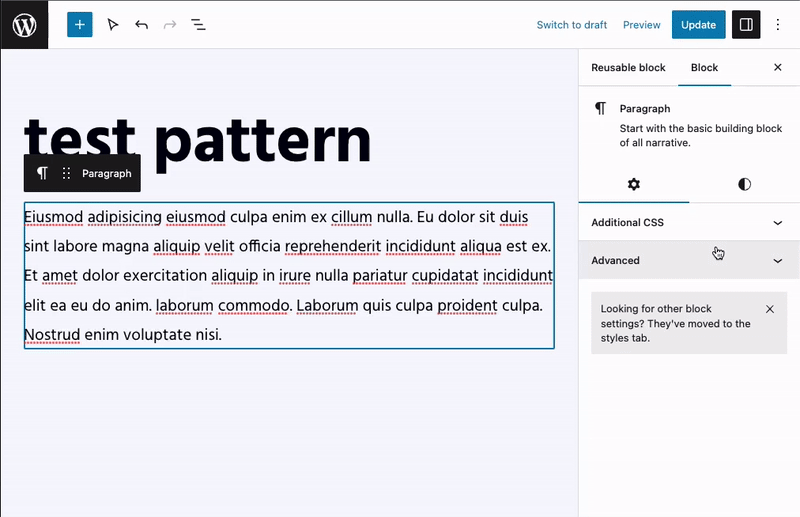 Switch to draft Preview Update
Reusable block Block
test pattern
Paragraph
Start with the basic building block
of all narrative.
Paragraph
Eiusmod adipisicing eiusmod culpa enim ex cillum nulla. Eu dolor sit duis
sint labore magna aliquip velit officia reprehenderit incididunt aliqua est ex.
Et amet dolor exercitation aliquip in irure nulla pariatur cupidatat incididunt
elit ea eu do anim. laborum commodo. Laborum quis culpa proident culpa.
Nostrud enim voluptate nisi.
Additional CSS
Advanced
Looking for other block
settings? They've moved to the
styles tab.